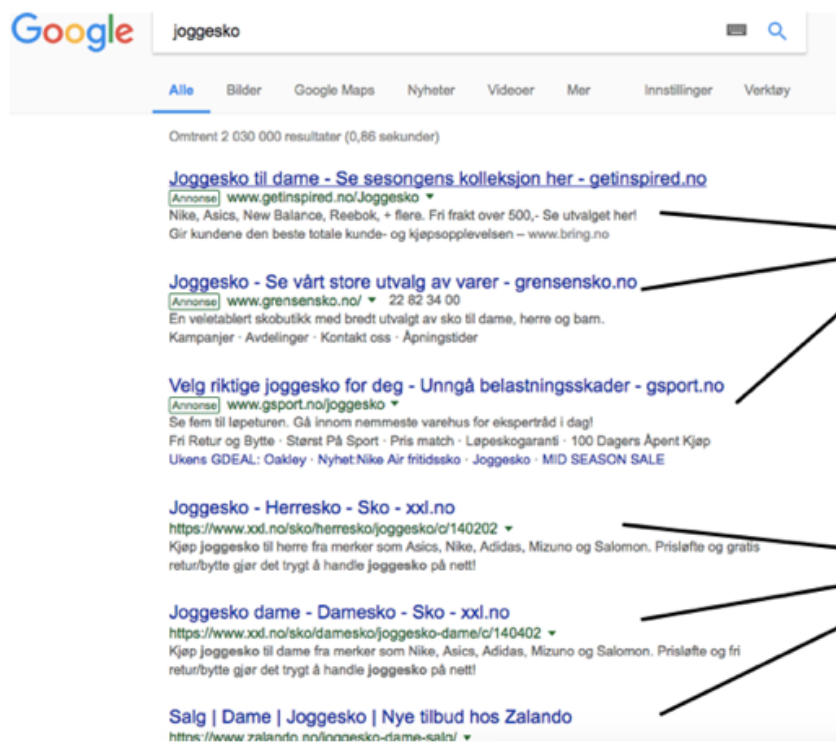 Google
joggesko
Alle Bilder Google Maps Nyheter Videoer Mer Innstillinger Verktøy
Omtrent 2 030 000 resultater (0,86 sekunder)
Joggesko til dame - Se sesongens kolleksjon her - getinspired.no
Annonse www.getinspired.no/Joggesko
Nike, Asics, New Balance, Reebok, + flere. Fri frakt over 500,- Se utvalget her!
Gir kundene den beste totale kunde- og kjøpsopplevelsen – www.bring.no
Joggesko - Se vårt store utvalg av varer - grensensko.no
Annonse www.grensensko.no/ 22 82 34 00
En veletablert skobutikk med bredt utvalgt av sko til dame, herre og barn.
Kampanjer · Avdelinger · Kontakt oss · Åpningstider
Velg riktige joggesko for deg - Unngå belastningsskader - gsport.no
Annonse www.gsport.no/joggesko
Se fem til løpeturen. Gå innom nemmeste varehus for ekspertråd i dag!
Fri Retur og Bytte · Størst På Sport · Pris match · Løpeskogaranti · 100 Dagers Åpent Kjøp
Ukens GDEAL: Oakley · Nyhet:Nike Air fritidssko · Joggesko · MID SEASON SALE
Joggesko - Herresko - Sko - xxl.no
https://www.xxl.no/sko/herresko/joggesko/c/140202
Kjøp joggesko til herre fra merker som Asics, Nike, Adidas, Mizuno og Salomon. Prisløfte og gratis
retur/bytte gjør det trygt å handle joggesko på nett!
Joggesko dame - Damesko - Sko - xxl.no
https://www.xxl.no/sko/damesko/joggesko-dame/c/140402
Kjøp joggesko til dame fra merker som Nike, Asics, Adidas, Mizuno og Salomon. Prisløfte og fri
retur/bytte gjør det trygt å handle joggesko på nett!
Salg | Dame | Joggesko | Nye tilbud hos Zalando
https://www.zalando.no/joggesko-dame-salg/